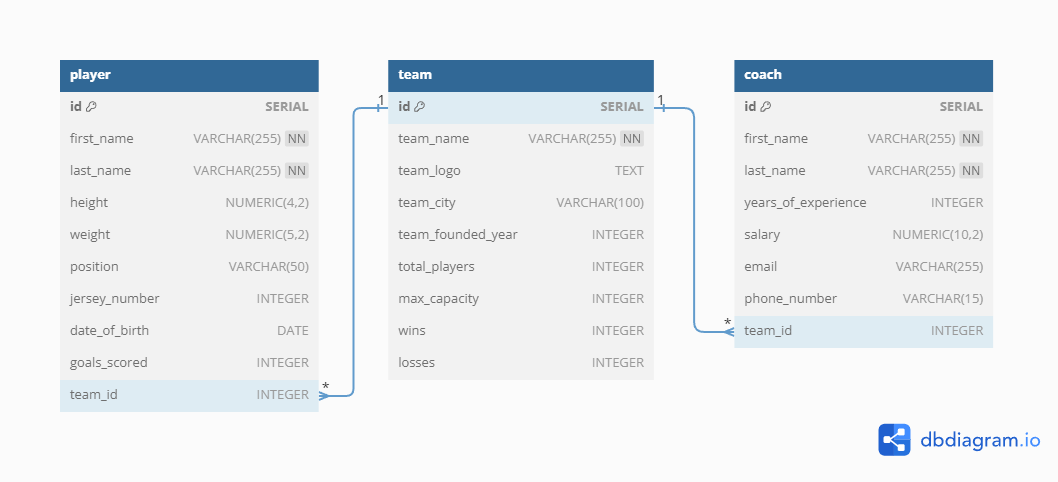 player
id SERIAL
first_name VARCHAR(255) NN
last_name VARCHAR(255) NN
height NUMERIC(4,2)
weight NUMERIC(5,2)
position VARCHAR(50)
jersey_number INTEGER
date_of_birth DATE
goals_scored INTEGER
team_id INTEGER
*
1
team
id SERIAL
team_name VARCHAR(255) NN
team_logo TEXT
team_city VARCHAR(100)
team_founded_year INTEGER
total_players INTEGER
max_capacity INTEGER
wins INTEGER
losses INTEGER
1
*
coach
id SERIAL
first_name VARCHAR(255) NN
last_name VARCHAR(255) NN
years_of_experience INTEGER
salary NUMERIC(10,2)
email VARCHAR(255)
phone_number VARCHAR(15)
team_id INTEGER
dbdiagram.io